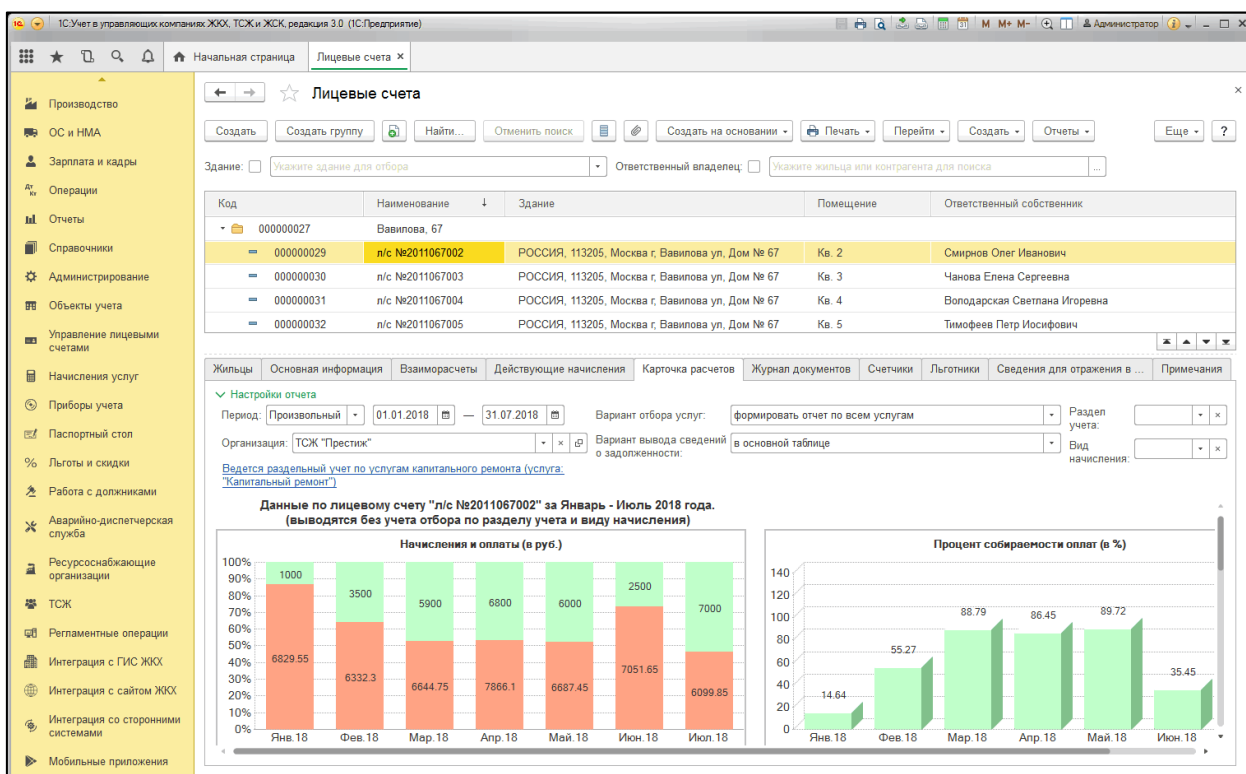 1С:Учет в управляющих компаниях ЖКХ, ТСЖ и ЖСК, редакция 3.0 (1С:Предприятие)
M M+ M- Администратор
Начальная страница Лицевые счета ×
Производство
ОС и НМА
Зарплата и кадры
Операции
Отчеты
Справочники
Администрирование
Объекты учета
Управление лицевыми
счетами
Начисления услуг
Приборы учета
Паспортный стол
Льготы и скидки
Работа с должниками
Аварийно-диспетчерская
служба
Ресурсоснабжающие
организации
ТСЖ
Регламентные операции
Интеграция с ГИС ЖКХ
Интеграция с сайтом ЖКХ
Интеграция со сторонними
системами
Мобильные приложения
Лицевые счета
Создать Создать группу Найти... Отменить поиск Создать на основании Печать Перейти Создать Отчеты Еще ?
Здание: Укажите здание для отбора Ответственный владелец: Укажите жильца или контрагента для поиска ...
Код Наименование ↓ Здание Помещение Ответственный собственник
000000027 Вавилова, 67
000000029 л/с №2011067002 РОССИЯ, 113205, Москва г, Вавилова ул, Дом № 67 Кв. 2 Смирнов Олег Иванович
000000030 л/с №2011067003 РОССИЯ, 113205, Москва г, Вавилова ул, Дом № 67 Кв. 3 Чанова Елена Сергеевна
000000031 л/с №2011067004 РОССИЯ, 113205, Москва г, Вавилова ул, Дом № 67 Кв. 4 Володарская Светлана Игоревна
000000032 л/с №2011067005 РОССИЯ, 113205, Москва г, Вавилова ул, Дом № 67 Кв. 5 Тимофеев Петр Иосифович
Жильцы Основная информация Взаиморасчеты Действующие начисления Карточка расчетов Журнал документов Счетчики Льготники Сведения для отражения в ... Примечания
Настройки отчета
Период: Произвольный 01.01.2018 — 31.07.2018 Вариант отбора услуг: формировать отчет по всем услугам Раздел
учета:
Организация: ТСЖ "Престиж" Вариант вывода сведений
о задолженности: в основной таблице Вид
начисления:
Ведется раздельный учет по услугам капитального ремонта (услуга:
"Капитальный ремонт")
Данные по лицевому счету "л/с №2011067002" за Январь - Июль 2018 года.
(выводятся без учета отбора по разделу учета и виду начисления)
Начисления и оплаты (в руб.)
100%
90%
80%
70%
60%
50%
40%
30%
20%
10%
0%
1000 3500 5900 6800 6000 2500 7000
6829.55 6332.3 6644.75 7866.1 6687.45 7051.65 6099.85
Янв.18 Фев.18 Мар.18 Апр.18 Май.18 Июн.18 Июл.18
Процент собираемости оплат (в %)
140
120
100
80
60
40
20
0
14.64 55.27 88.79 86.45 89.72 35.45
Янв.18 Фев.18 Мар.18 Апр.18 Май.18 Июн.18